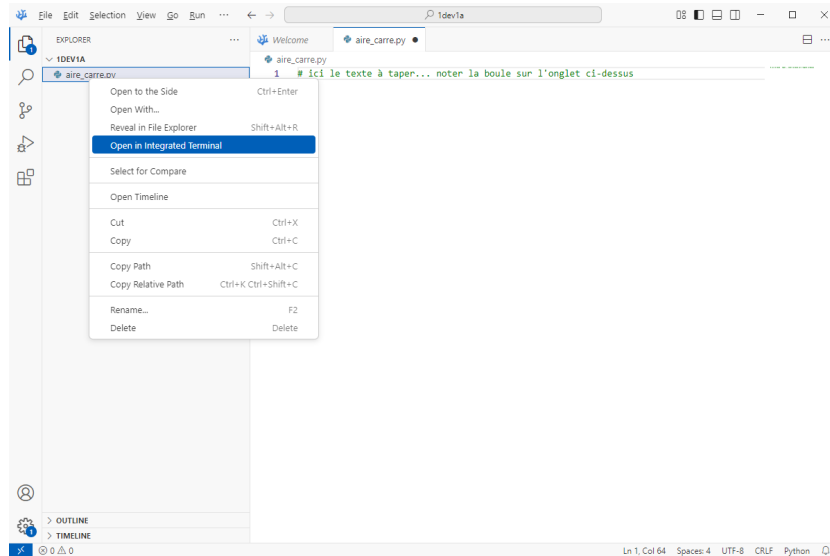 File Edit Selection View Go Run ··· ← → 1dev1a
EXPLORER ···
Welcome aire_carre.py ●
1DEV1A
aire_carre.py
aire_carre.py
1 # ici le texte à taper... noter la boule sur l'onglet ci-dessus
Open to the Side Ctrl+Enter
Open With...
Reveal in File Explorer Shift+Alt+R
Open in Integrated Terminal
Select for Compare
Open Timeline
Cut Ctrl+X
Copy Ctrl+C
Copy Path Shift+Alt+C
Copy Relative Path Ctrl+K Ctrl+Shift+C
Rename... F2
Delete Delete
1
1
OUTLINE
TIMELINE
0 0 Ln 1, Col 64 Spaces: 4 UTF-8 CRLF Python